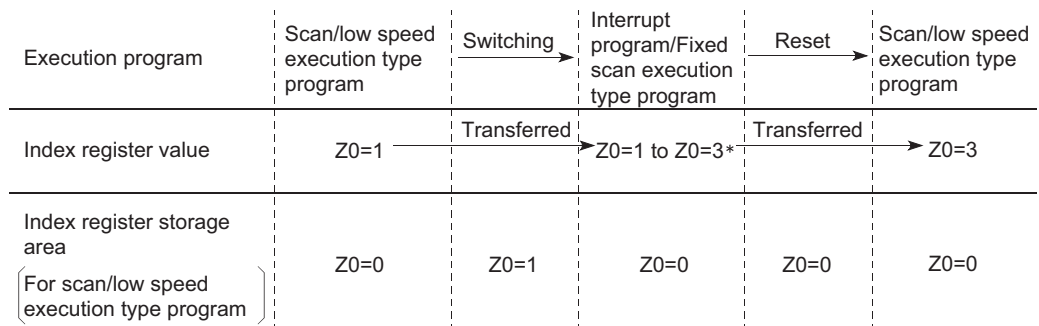 Execution program
Scan/low speed
execution type
program
Switching
Interrupt
program/Fixed
scan execution
type program
Reset
Scan/low speed
execution type
program
Index register value
Z0=1
Transferred
Z0=1 to Z0=3*
Transferred
Z0=3
Index register storage
area
For scan/low speed
execution type program
Z0=0
Z0=1
Z0=0
Z0=0
Z0=0